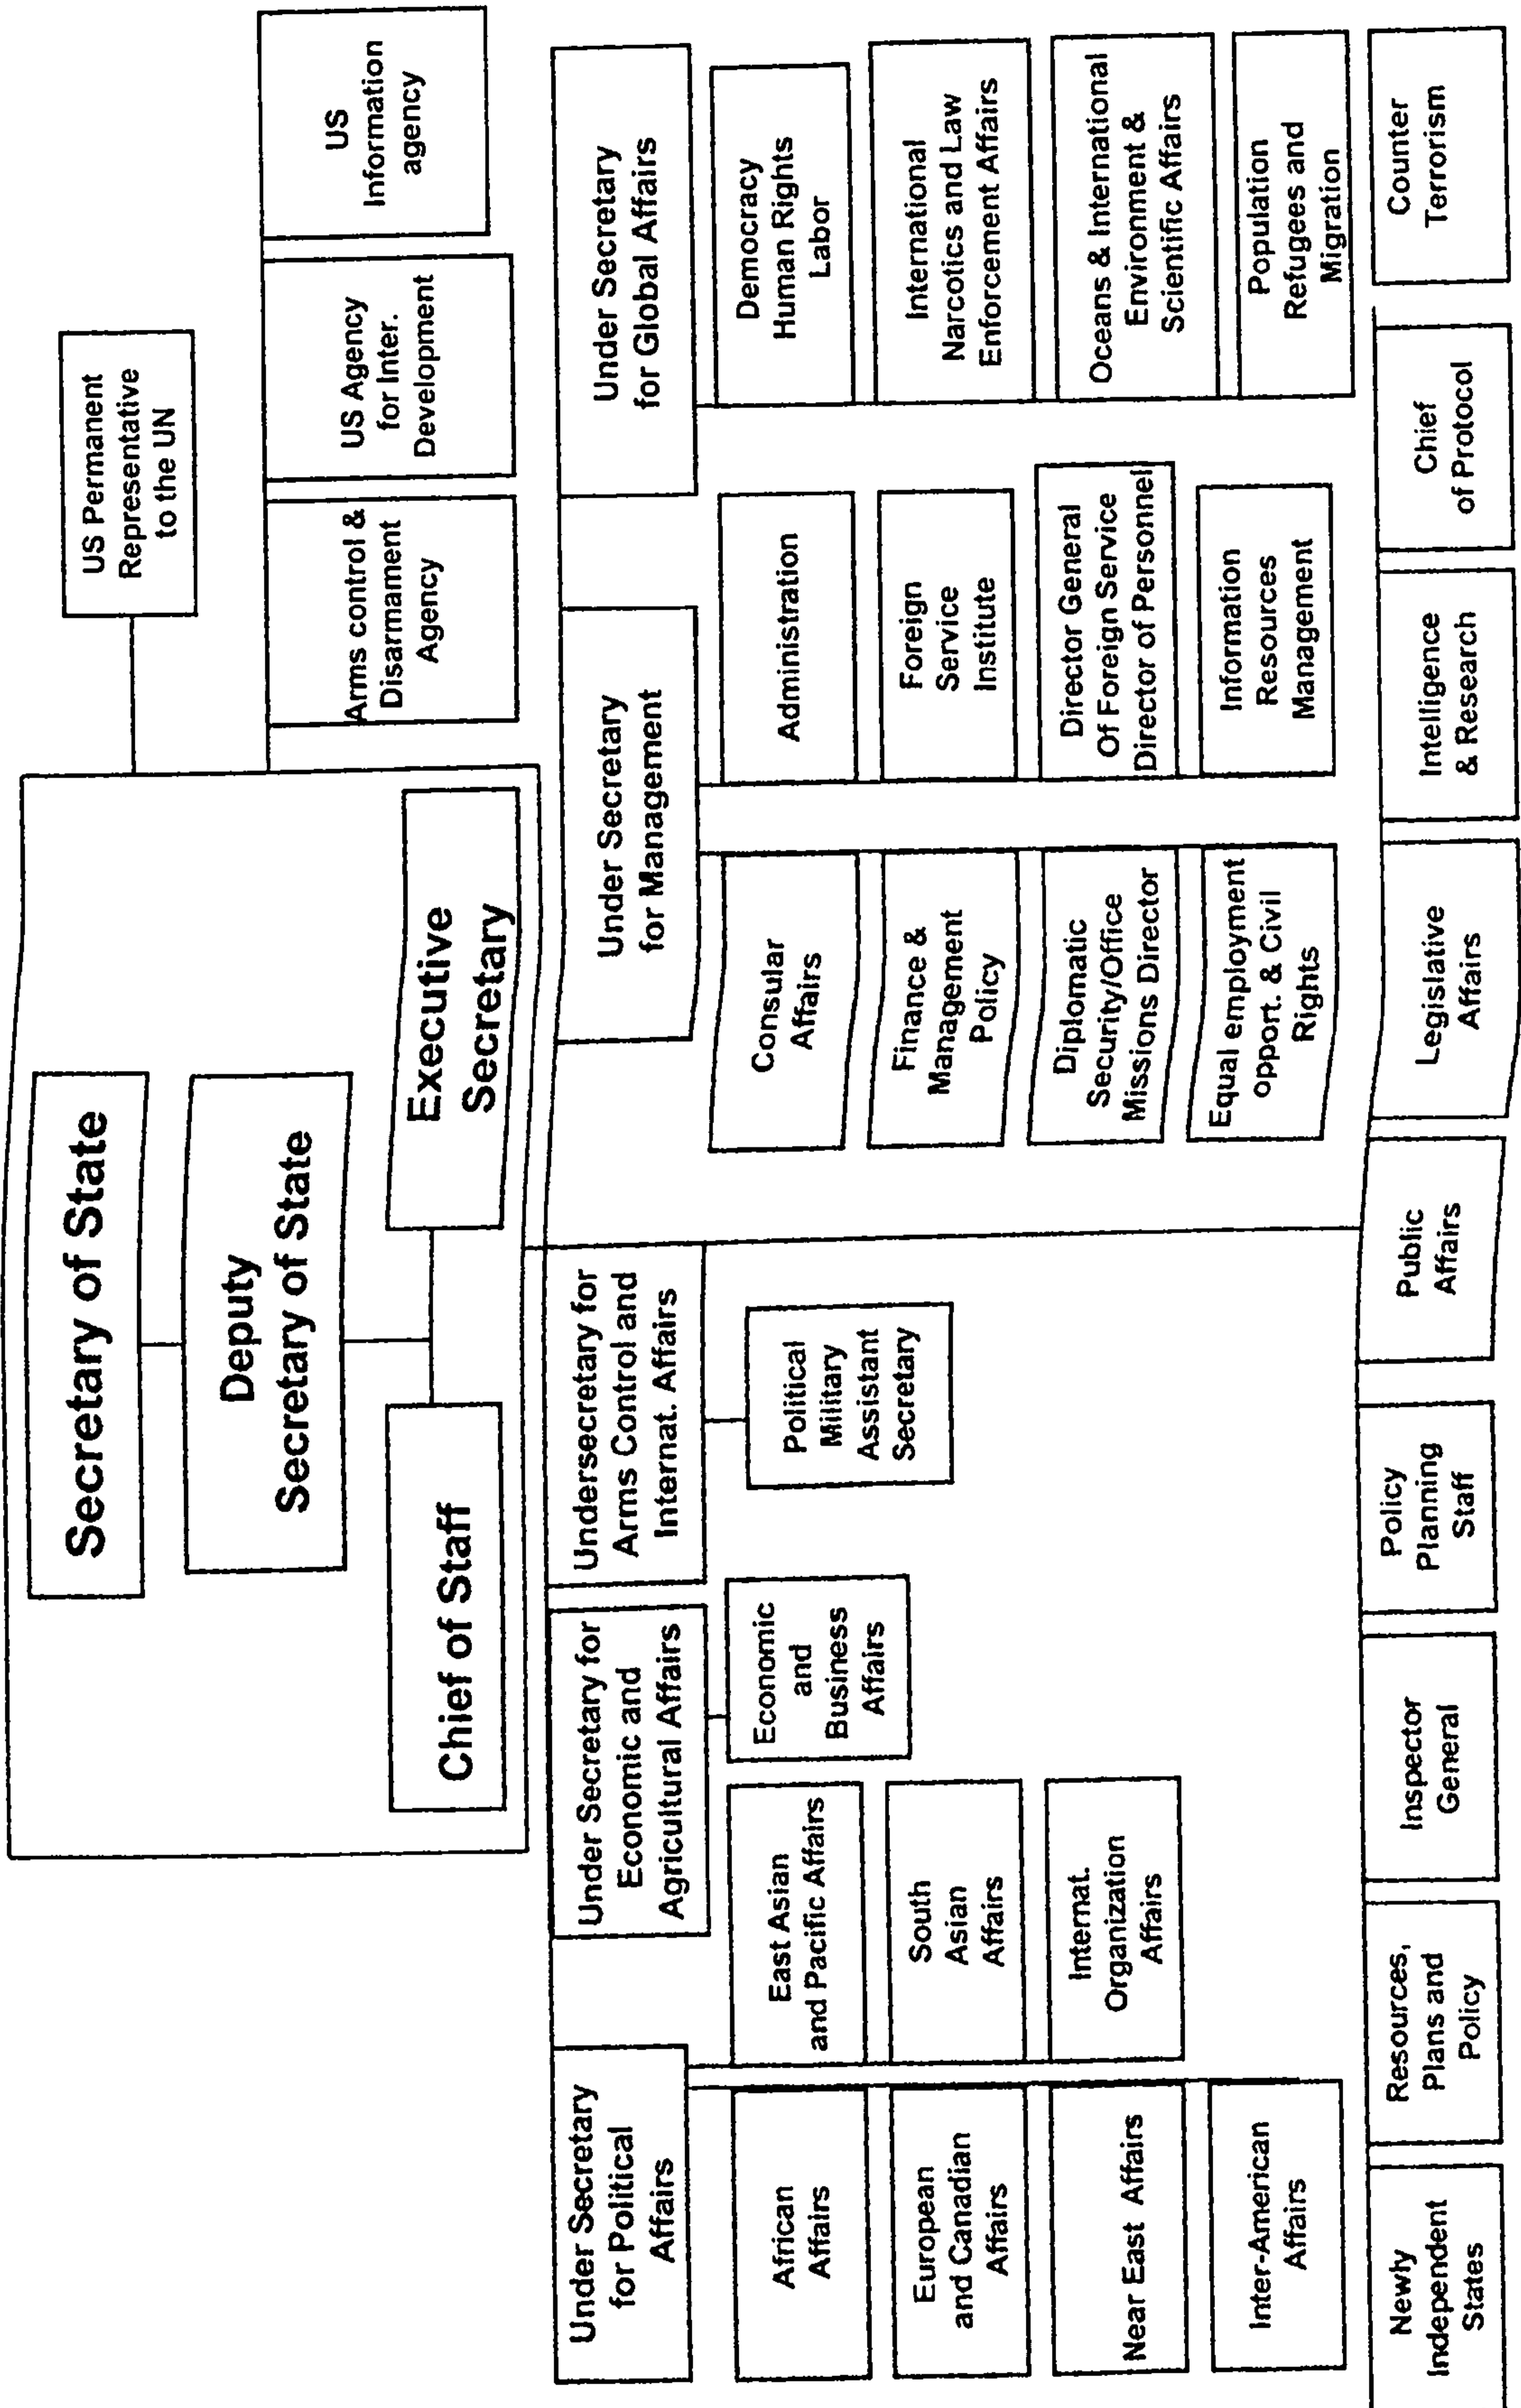 Secretary of State
Deputy
Secretary of State
Chief of Staff
Executive
Secretary
US Permanent
Representative
to the UN
Arms control &
Disarmament
Agency
US Agency
for Inter.
Development
US
Information
agency
Under Secretary
for Political
Affairs
African
Affairs
European
and Canadian
Affairs
Near East Affairs
Inter-American
Affairs
East Asian
and Pacific Affairs
South
Asian
Affairs
Internat.
Organization
Affairs
Under Secretary for
Economic and
Agricultural Affairs
Economic
and
Business
Affairs
Undersecretary for
Arms Control and
Internat. Affairs
Political
Military
Assistant
Secretary
Under Secretary
for Management
Consular
Affairs
Finance &
Management
Policy
Diplomatic
Security/Office
Missions Director
Equal employment
opport. & Civil
Rights
Administration
Foreign
Service
Institute
Director General
Of Foreign Service
Director of Personnel
Information
Resources
Management
Under Secretary
for Global Affairs
Democracy
Human Rights
Labor
International
Narcotics and Law
Enforcement Affairs
Oceans & International
Environment &
Scientific Affairs
Population
Refugees and
Migration
Newly
Independent
States
Resources,
Plans and
Policy
Inspector
General
Policy
Planning
Staff
Public
Affairs
Legislative
Affairs
Intelligence
& Research
Chief
of Protocol
Counter
Terrorism